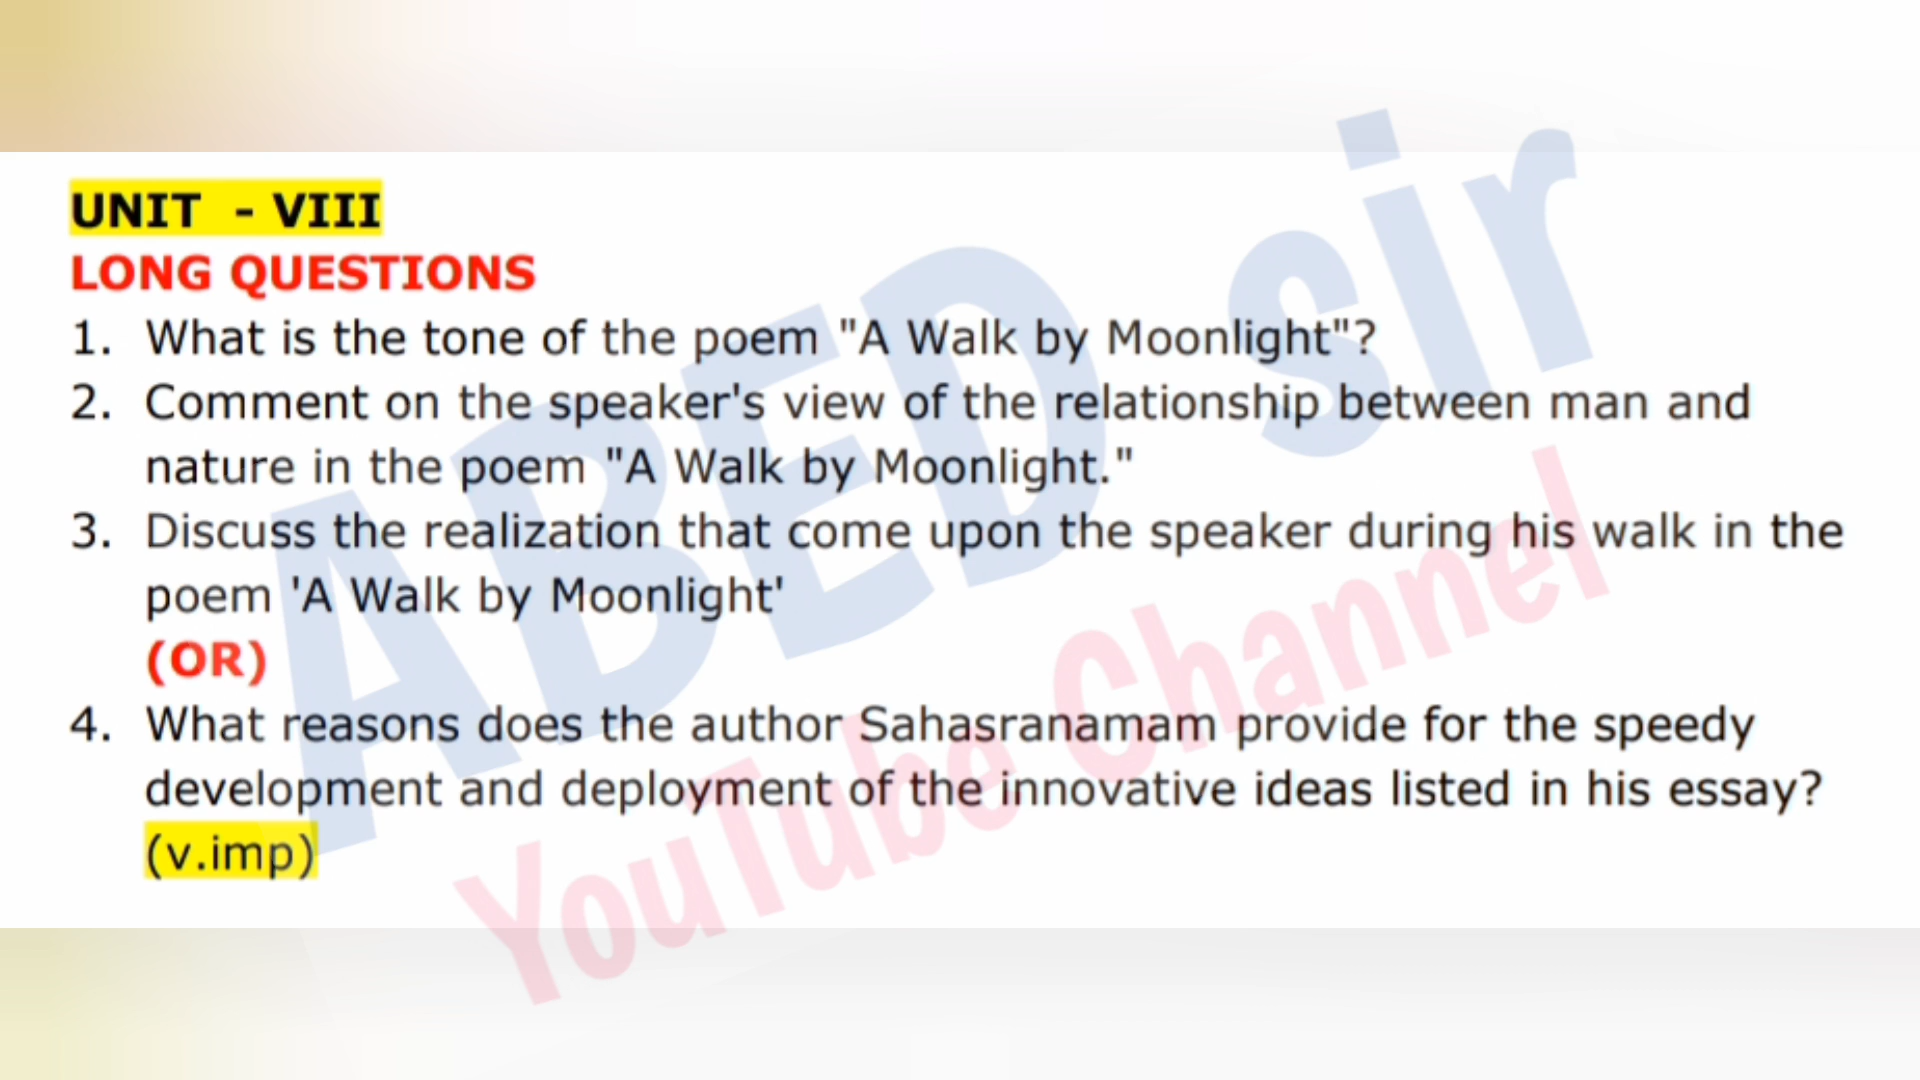 UNIT - VIII
LONG QUESTIONS
1. What is the tone of the poem "A Walk by Moonlight"?
2. Comment on the speaker's view of the relationship between man and
nature in the poem "A Walk by Moonlight."
3. Discuss the realization that come upon the speaker during his walk in the
poem 'A Walk by Moonlight'
(OR)
4. What reasons does the author Sahasranamam provide for the speedy
development and deployment of the innovative ideas listed in his essay?
(v.imp)
ABED sir
YouTube Channel